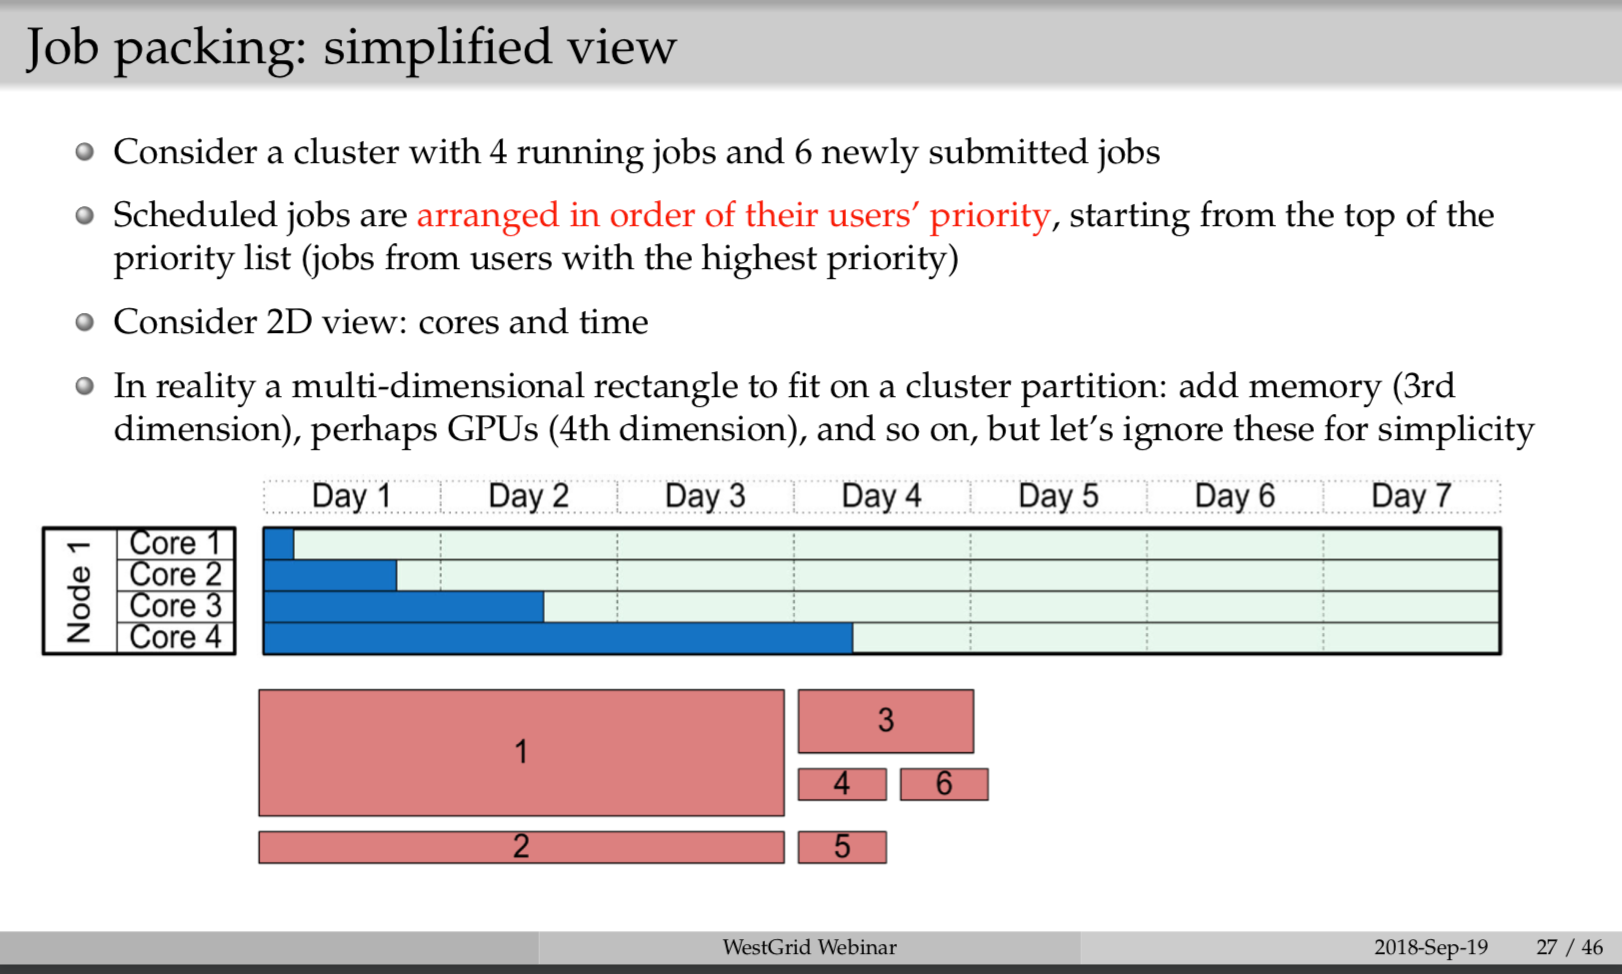 Job packing: simplified view
Consider a cluster with 4 running jobs and 6 newly submitted jobs
Scheduled jobs are arranged in order of their users’ priority, starting from the top of the
priority list (jobs from users with the highest priority)
Consider 2D view: cores and time
In reality a multi-dimensional rectangle to fit on a cluster partition: add memory (3rd
dimension), perhaps GPUs (4th dimension), and so on, but let’s ignore these for simplicity
Day 1 Day 2 Day 3 Day 4 Day 5 Day 6 Day 7
Node 1
Core 1
Core 2
Core 3
Core 4
1
3
4 6
2 5
WestGrid Webinar 2018-Sep-19 27 / 46